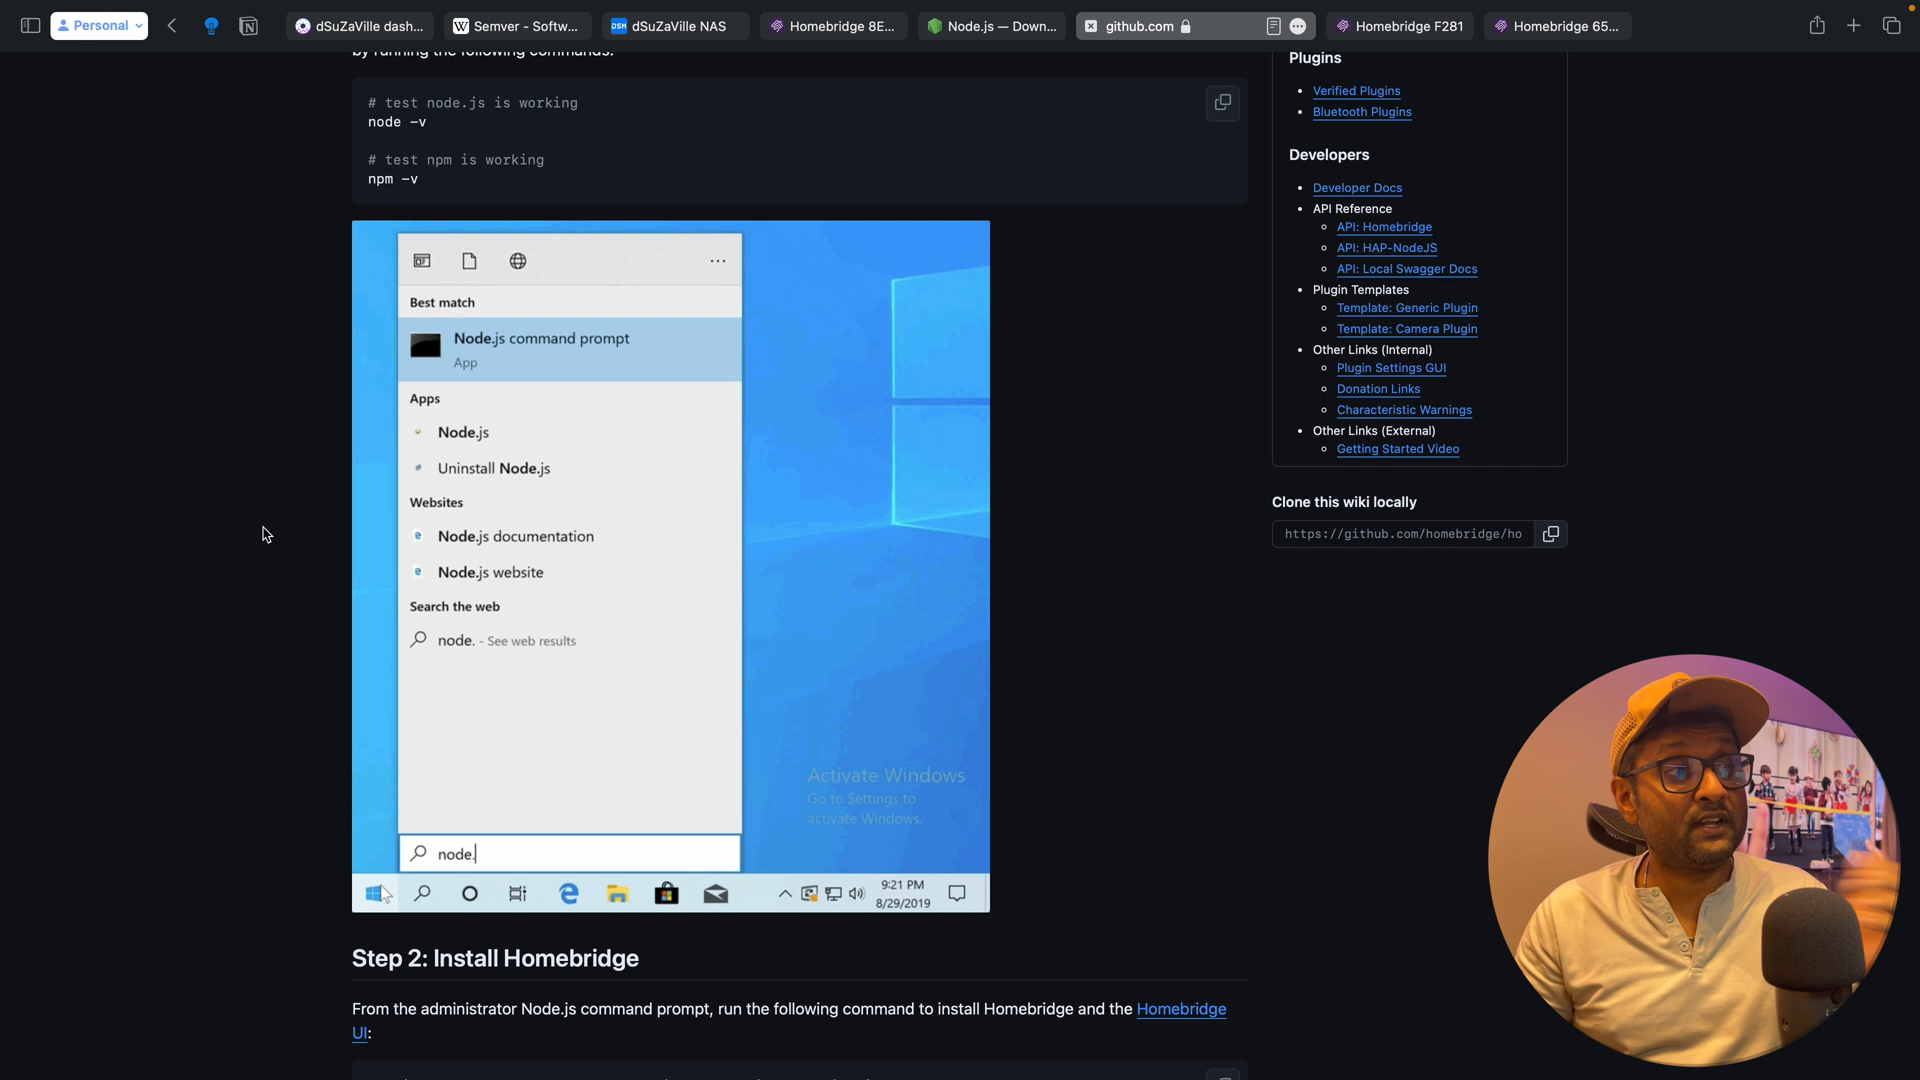 Personal
dSuZaVille dash...
Semver - Softw...
DSM
dSuZaVille NAS
Homebridge 8E...
Node.js — Down...
github.com
Homebridge F281
Homebridge 65...
by running the following commands:
# test node.js is working
node -v
# test npm is working
npm -v
Best match
Node.js command prompt
App
Apps
Node.js
Uninstall Node.js
Websites
Node.js documentation
Node.js website
Search the web
node. - See web results
Activate Windows
Go to Settings to
activate Windows.
node.
9:21 PM
8/29/2019
Step 2: Install Homebridge
From the administrator Node.js command prompt, run the following command to install Homebridge and the Homebridge
UI:
Plugins
Verified Plugins
Bluetooth Plugins
Developers
Developer Docs
API Reference
API: Homebridge
API: HAP-NodeJS
API: Local Swagger Docs
Plugin Templates
Template: Generic Plugin
Template: Camera Plugin
Other Links (Internal)
Plugin Settings GUI
Donation Links
Characteristic Warnings
Other Links (External)
Getting Started Video
Clone this wiki locally
https://github.com/homebridge/ho